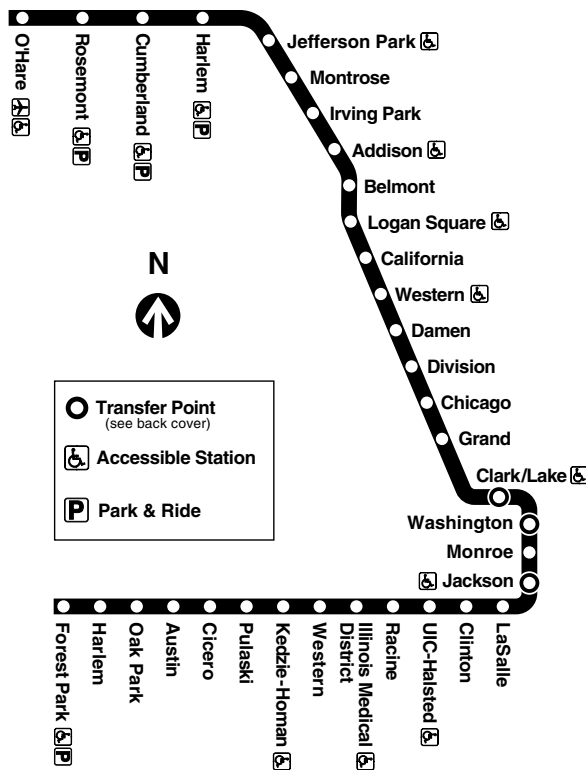 O'Hare
Rosemont
Cumberland
Harlem
Jefferson Park
Montrose
Irving Park
Addison
Belmont
Logan Square
California
Western
Damen
Division
Chicago
Grand
Clark/Lake
Washington
Monroe
Jackson
N
Transfer Point
(see back cover)
Accessible Station
P Park & Ride
P
P
P
Forest Park
Harlem
Oak Park
Austin
Cicero
Pulaski
Kedzie-Homan
Western
Illinois Medical
District
Racine
UIC-Halsted
Clinton
LaSalle
P